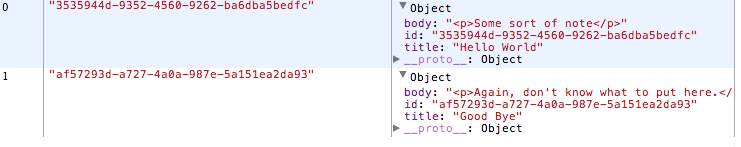 0 "3535944d-9352-4560-9262-ba6dba5bedfc" ▼Object
body: "<p>Some sort of note</p>"
id: "3535944d-9352-4560-9262-ba6dba5bedfc"
title: "Hello World"
▶__proto__: Object
1 "af57293d-a727-4a0a-987e-5a151ea2da93" ▼Object
body: "<p>Again, don't know what to put here.</
id: "af57293d-a727-4a0a-987e-5a151ea2da93"
title: "Good Bye"
▶__proto__: Object